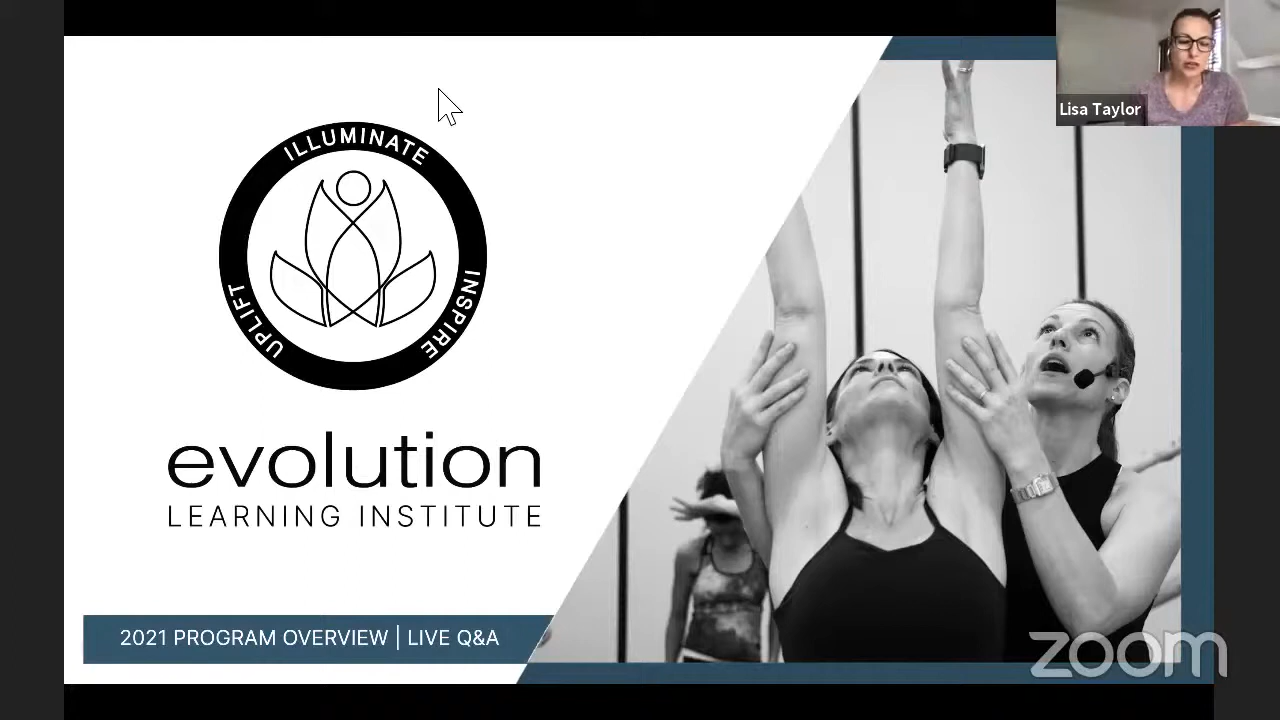 ILLUMINATE
UPLIFT
INSPIRE
evolution
LEARNING INSTITUTE
2021 PROGRAM OVERVIEW | LIVE Q&A
Lisa Taylor
zoom